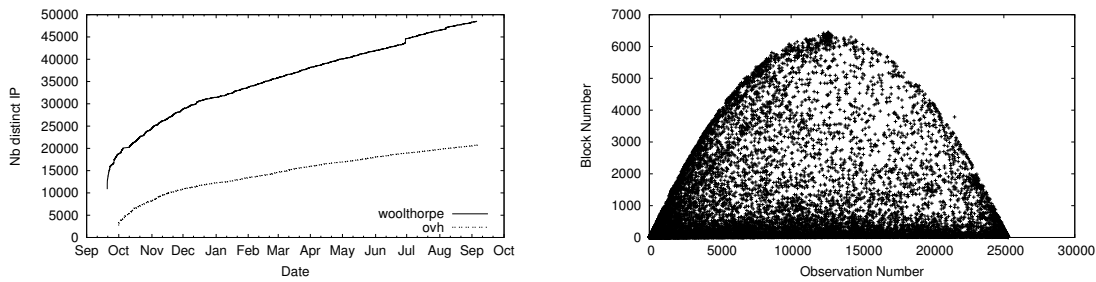 50000
45000
40000
35000
30000
25000
20000
15000
10000
5000
0
Nb distinct IP
Sep Oct Nov Dec Jan Feb Mar Apr May Jun Jul Aug Sep Oct
Date
woolthorpe
ovh
7000
6000
5000
4000
3000
2000
1000
0
Block Number
0 5000 10000 15000 20000 25000 30000
Observation Number